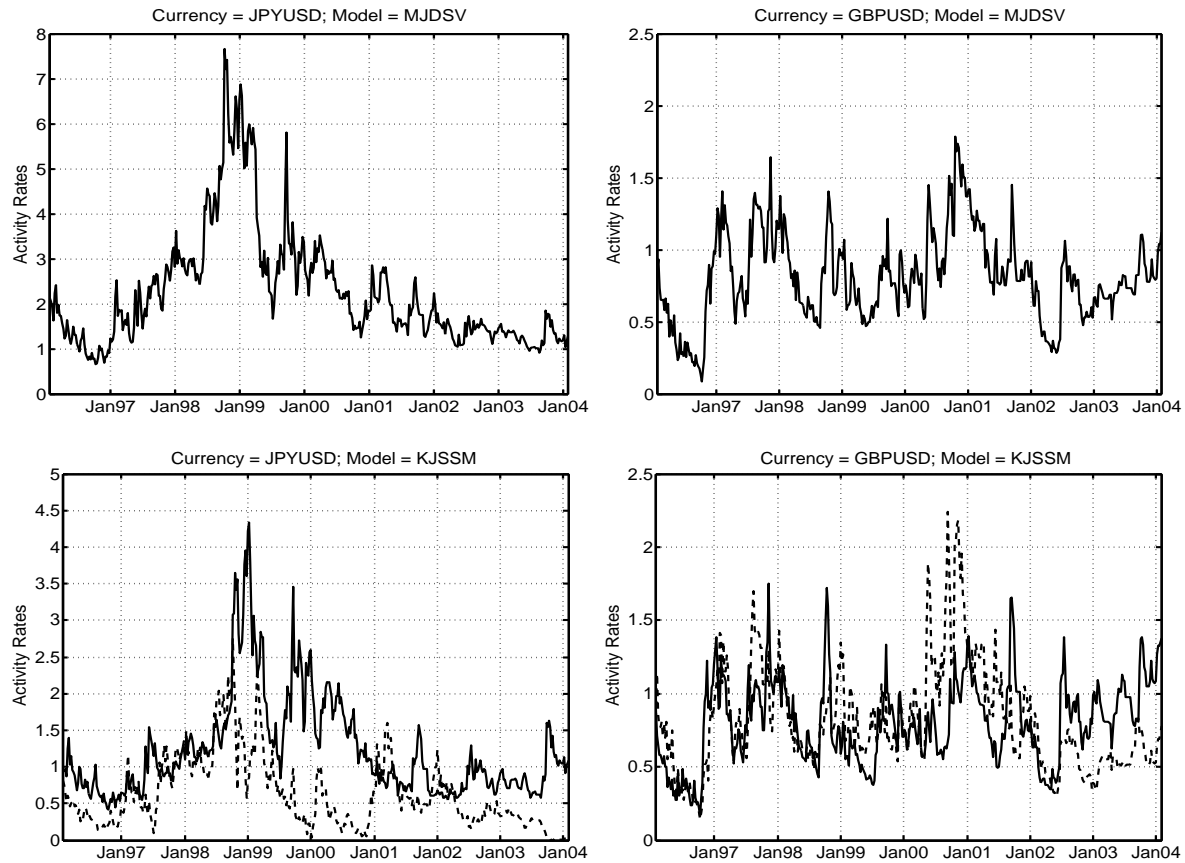 Currency = JPYUSD; Model = MJDSV
8
7
6
5
4
3
2
1
0
Activity Rates
Jan97 Jan98 Jan99 Jan00 Jan01 Jan02 Jan03 Jan04
Currency = GBPUSD; Model = MJDSV
2.5
2
1.5
1
0.5
0
Activity Rates
Jan97 Jan98 Jan99 Jan00 Jan01 Jan02 Jan03 Jan04
Currency = JPYUSD; Model = KJSSM
5
4.5
4
3.5
3
2.5
2
1.5
1
0.5
0
Activity Rates
Jan97 Jan98 Jan99 Jan00 Jan01 Jan02 Jan03 Jan04
Currency = GBPUSD; Model = KJSSM
2.5
2
1.5
1
0.5
0
Activity Rates
Jan97 Jan98 Jan99 Jan00 Jan01 Jan02 Jan03 Jan04